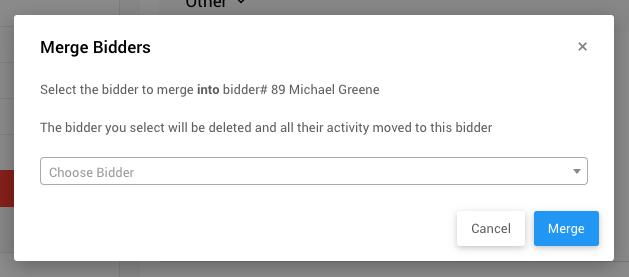 Other
Merge Bidders
×
Select the bidder to merge into bidder# 89 Michael Greene
The bidder you select will be deleted and all their activity moved to this bidder
Choose Bidder
Cancel
Merge